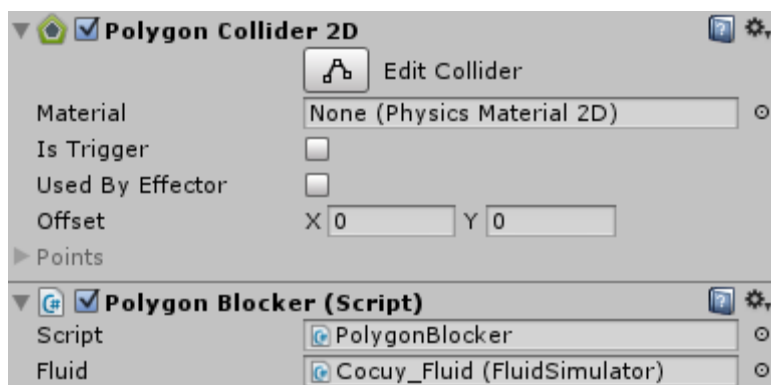 Polygon Collider 2D
Edit Collider
Material None (Physics Material 2D)
Is Trigger
Used By Effector
Offset X 0 Y 0
Points
Polygon Blocker (Script)
Script PolygonBlocker
Fluid Cocuy_Fluid (FluidSimulator)